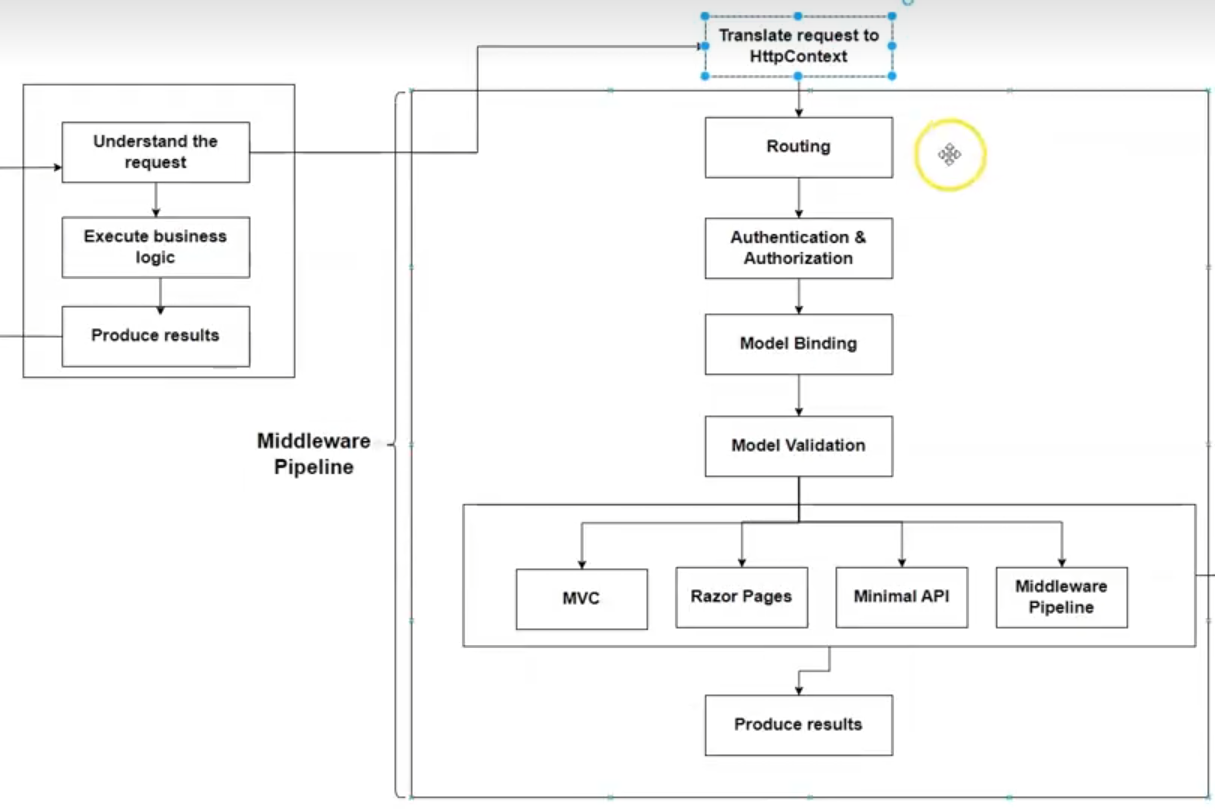 Translate request to
HttpContext
Understand the
request
Execute business
logic
Produce results
Middleware
Pipeline
Routing
Authentication &
Authorization
Model Binding
Model Validation
MVC
Razor Pages
Minimal API
Middleware
Pipeline
Produce results